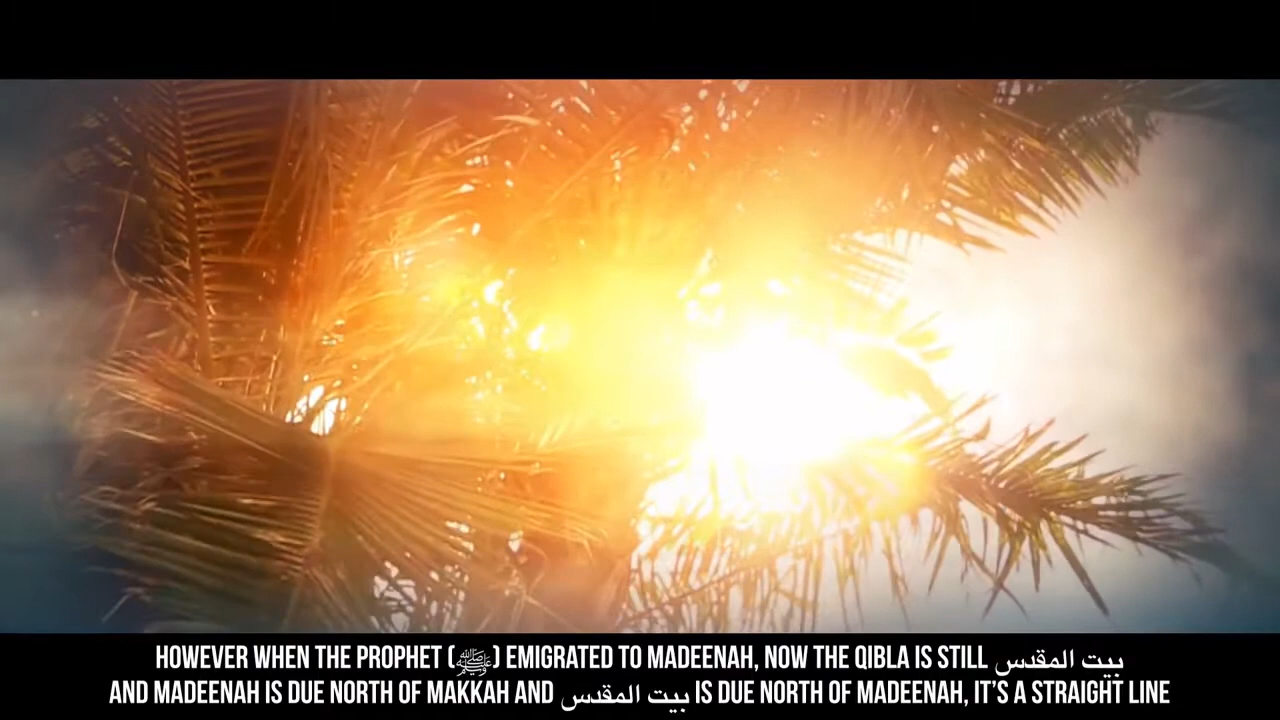 HOWEVER WHEN THE PROPHET (ﷺ) EMIGRATED TO MADEENAH, NOW THE QIBLA IS STILL بيت المقدس
AND MADEENAH IS DUE NORTH OF MAKKAH AND بيت المقدس IS DUE NORTH OF MADEENAH, IT'S A STRAIGHT LINE